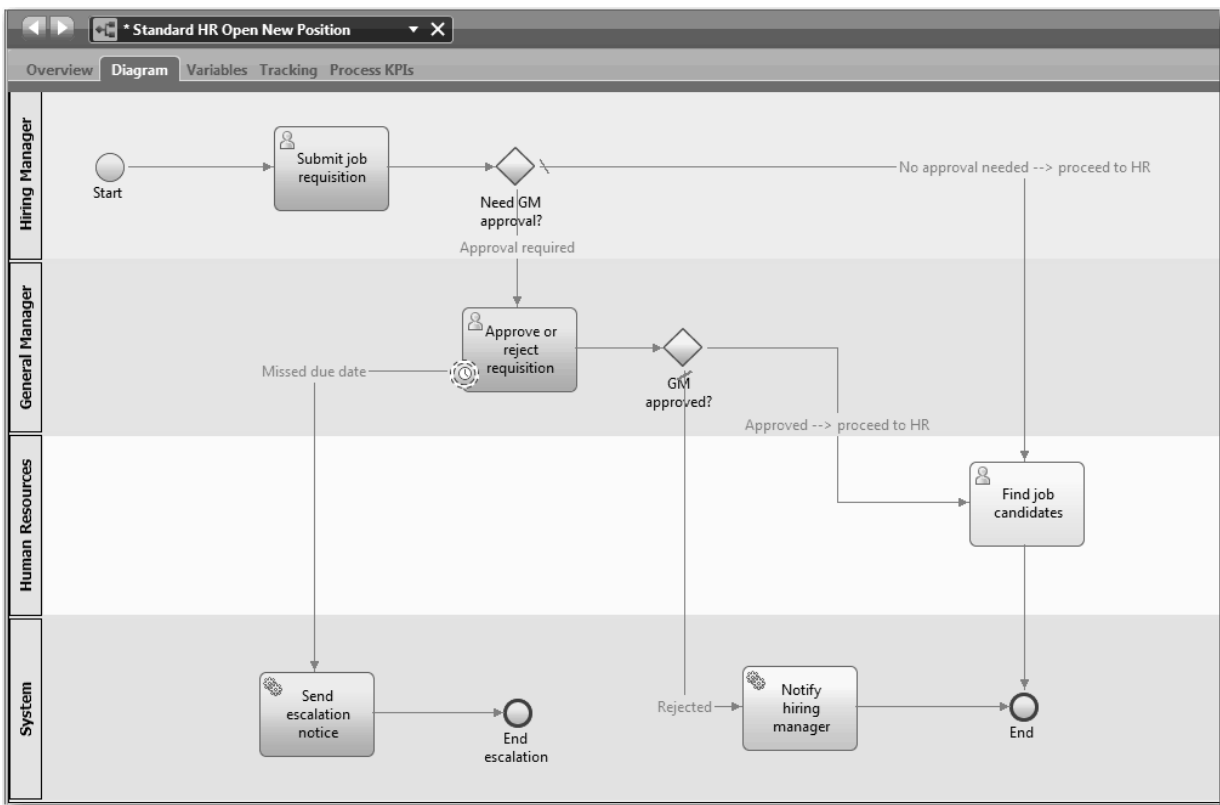 * Standard HR Open New Position
Overview
Diagram
Variables
Tracking
Process KPIs
Hiring Manager
Start
Submit job
requisition
Need GM
approval?
No approval needed --> proceed to HR
Approval required
General Manager
Approve or
reject
requisition
Missed due date
GM
approved?
Approved --> proceed to HR
Human Resources
Find job
candidates
System
Send
escalation
notice
End
escalation
Rejected
Notify
hiring
manager
End